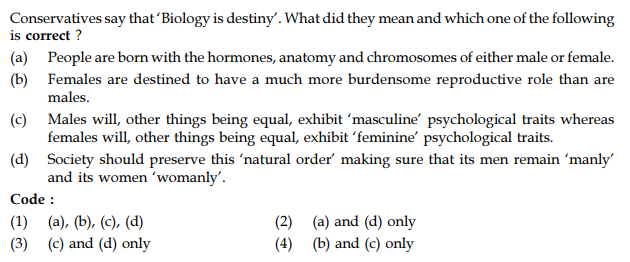 Conservatives say that ‘Biology is destiny’. What did they mean and which one of the following
is correct ?
(a) People are born with the hormones, anatomy and chromosomes of either male or female.
(b) Females are destined to have a much more burdensome reproductive role than are
males.
(c) Males will, other things being equal, exhibit ‘masculine’ psychological traits whereas
females will, other things being equal, exhibit ‘feminine’ psychological traits.
(d) Society should preserve this ‘natural order’ making sure that its men remain ‘manly’
and its women ‘womanly’.
Code :
(1) (a), (b), (c), (d) (2) (a) and (d) only
(3) (c) and (d) only (4) (b) and (c) only